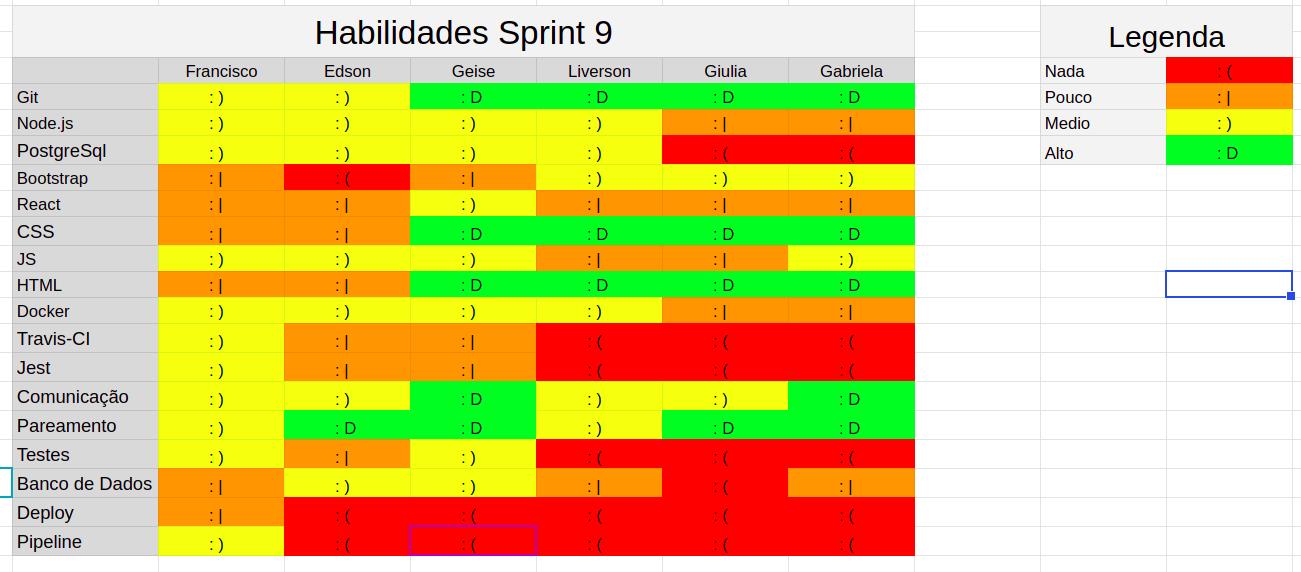 Habilidades Sprint 9 Legenda
Francisco Edson Geise Liverson Giulia Gabriela Nada : (
Git : ) : ) : D : D : D : D Pouco : |
Node.js : ) : ) : ) : ) : | : | Medio : )
PostgreSql : ) : ) : ) : ) : ( : ( Alto : D
Bootstrap : | : ( : | : ) : ) : )
React : | : | : ) : | : | : |
CSS : | : | : D : D : D : D
JS : ) : ) : ) : | : | : )
HTML : | : | : D : D : D : D
Docker : ) : ) : ) : ) : | : |
Travis-CI : ) : | : | : ( : ( : (
Jest : ) : | : | : ( : ( : (
Comunicação : ) : ) : D : ) : ) : D
Pareamento : ) : D : D : ) : D : D
Testes : ) : | : ) : ( : ( : (
Banco de Dados : | : ) : ) : | : ( : |
Deploy : | : ( : ( : ( : ( : (
Pipeline : ) : ( : ( : ( : ( : (